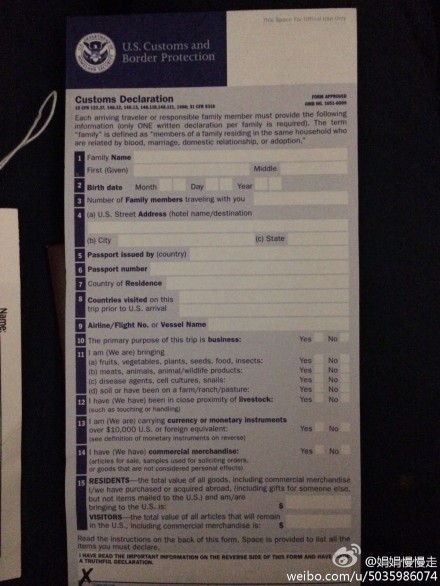 This Space For Official Use Only
U.S. Customs and
Border Protection
Customs Declaration
FORM APPROVED
OMB NO. 1651-0009
Each arriving traveler or responsible family member must provide the following
information (only ONE written declaration per family is required). The term
"family" is defined as "members of a family residing in the same household who
are related by blood, marriage, domestic relationship, or adoption."
1 Family Name
First (Given) Middle
2 Birth date Month Day Year
3 Number of Family members traveling with you
4 (a) U.S. Street Address (hotel name/destination
(b) City (c) State
5 Passport issued by (country)
6 Passport number
7 Country of Residence
8 Countries visited on this
trip prior to U.S. arrival
9 Airline/Flight No. or Vessel Name
10 The primary purpose of this trip is business: Yes No
11 I am (We are) bringing
(a) fruits, vegetables, plants, seeds, food, insects: Yes No
(b) meats, animals, animal/wildlife products: Yes No
(c) disease agents, cell cultures, snails: Yes No
(d) soil or have been on a farm/ranch/pasture: Yes No
12 I have (We have) been in close proximity of livestock: Yes No
(such as touching or handling)
13 I am (We are) carrying currency or monetary instruments
over $10,000 U.S. or foreign equivalent: Yes No
(see definition of monetary instruments on reverse)
14 I have (We have) commercial merchandise: Yes No
(articles for sale, samples used for soliciting orders,
or goods that are not considered personal effects)
15 RESIDENTS—the total value of all goods, including commercial merchandise
I/we have purchased or acquired abroad, (including gifts for someone else,
but not items mailed to the U.S.) and am/are
bringing to the U.S. is: $
VISITORS—the total value of all articles that will remain
in the U.S., including commercial merchandise is: $
Read the instructions on the back of this form. Space is provided to list all the
items you must declare.
I HAVE READ THE IMPORTANT INFORMATION ON THE REVERSE SIDE OF THIS FORM AND HAVE
A TRUTHFUL DECLARATION.
X
Name:
@娟娟慢慢走
weibo.com/u/5035986074